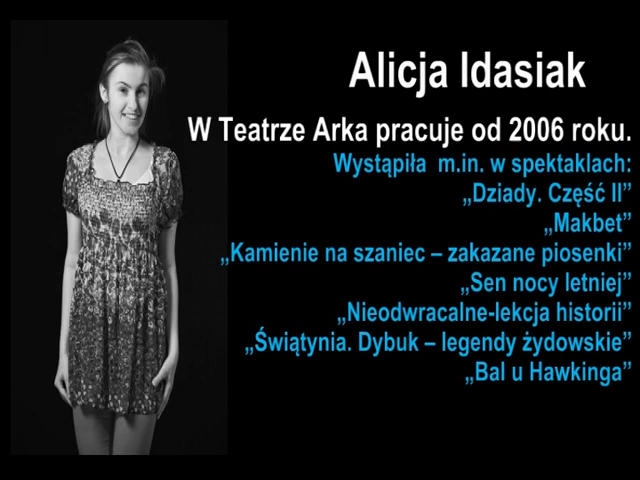 Alicja Idasiak
W Teatrze Arka pracuje od 2006 roku.
Wystąpiła  m.in. w spektaklach:
„Dziady. Część II”
„Makbet”
„Kamienie na szaniec – zakazane piosenki”
„Sen nocy letniej”
„Nieodwracalne-lekcja historii”
„Świątynia. Dybuk – legendy żydowskie”
„Bal u Hawkinga”